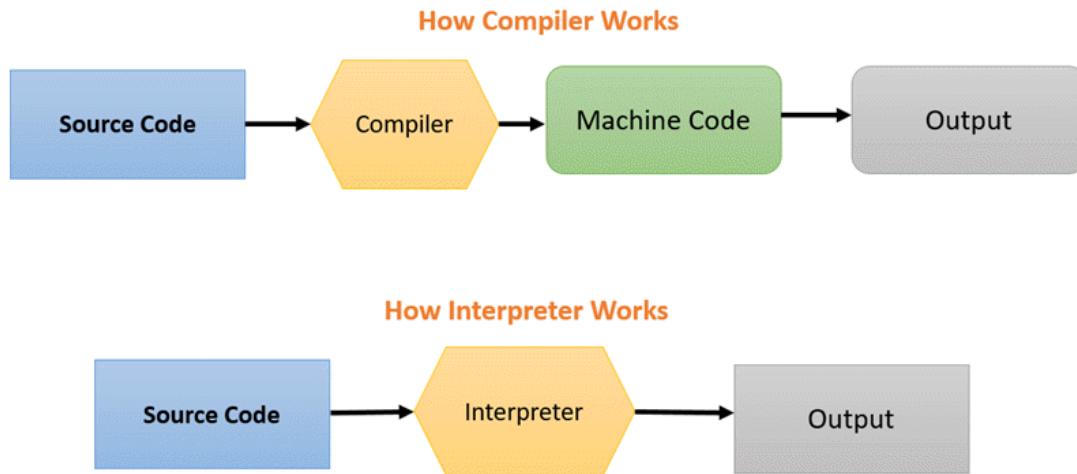 How Compiler Works
Source Code
Compiler
Machine Code
Output
How Interpreter Works
Source Code
Interpreter
Output